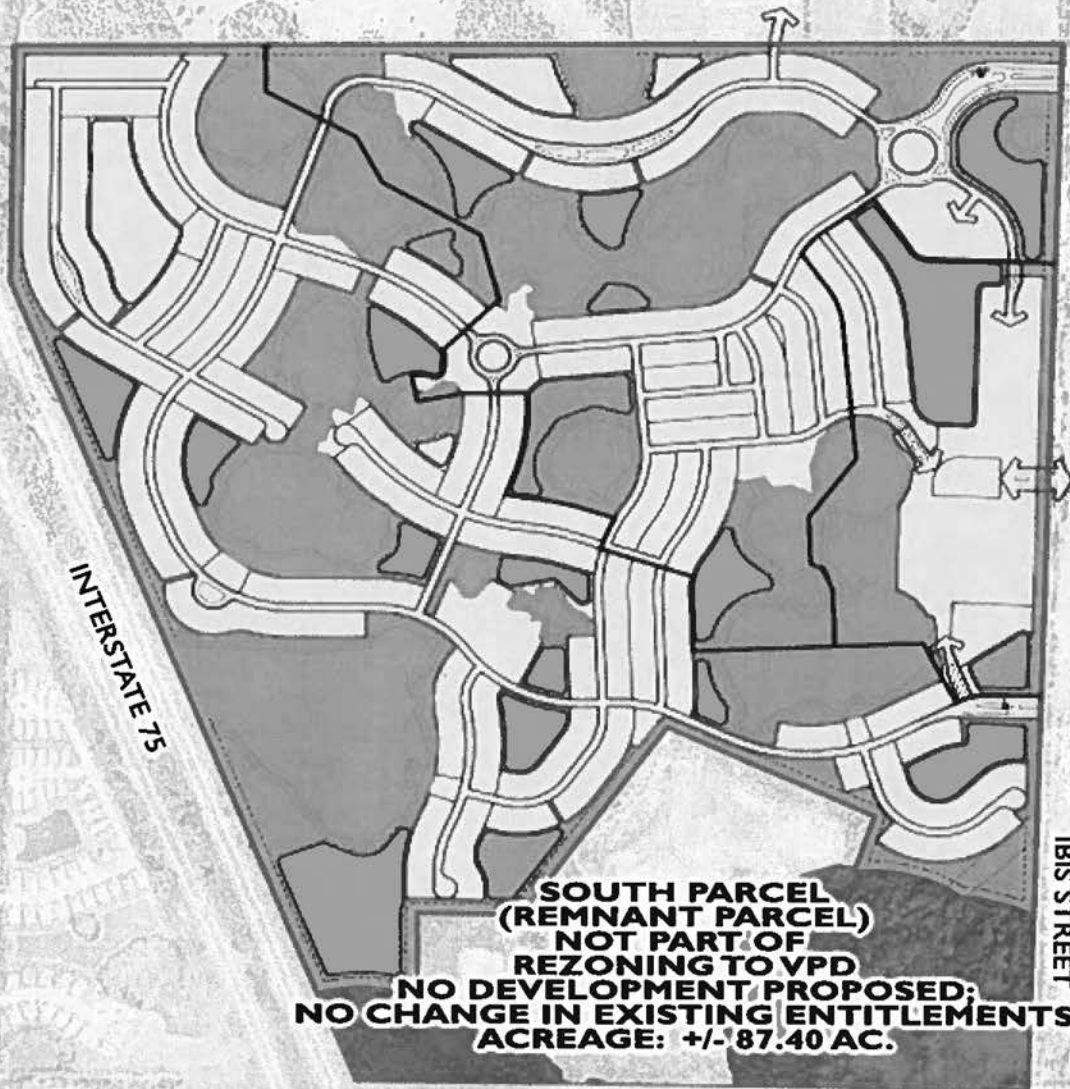 INTERSTATE 75
IBIS STREET
SOUTH PARCEL
(REMNANT PARCEL)
NOT PART OF
REZONING TO VPD
NO DEVELOPMENT PROPOSED;
NO CHANGE IN EXISTING ENTITLEMENTS
ACREAGE: +/- 87.40 AC.